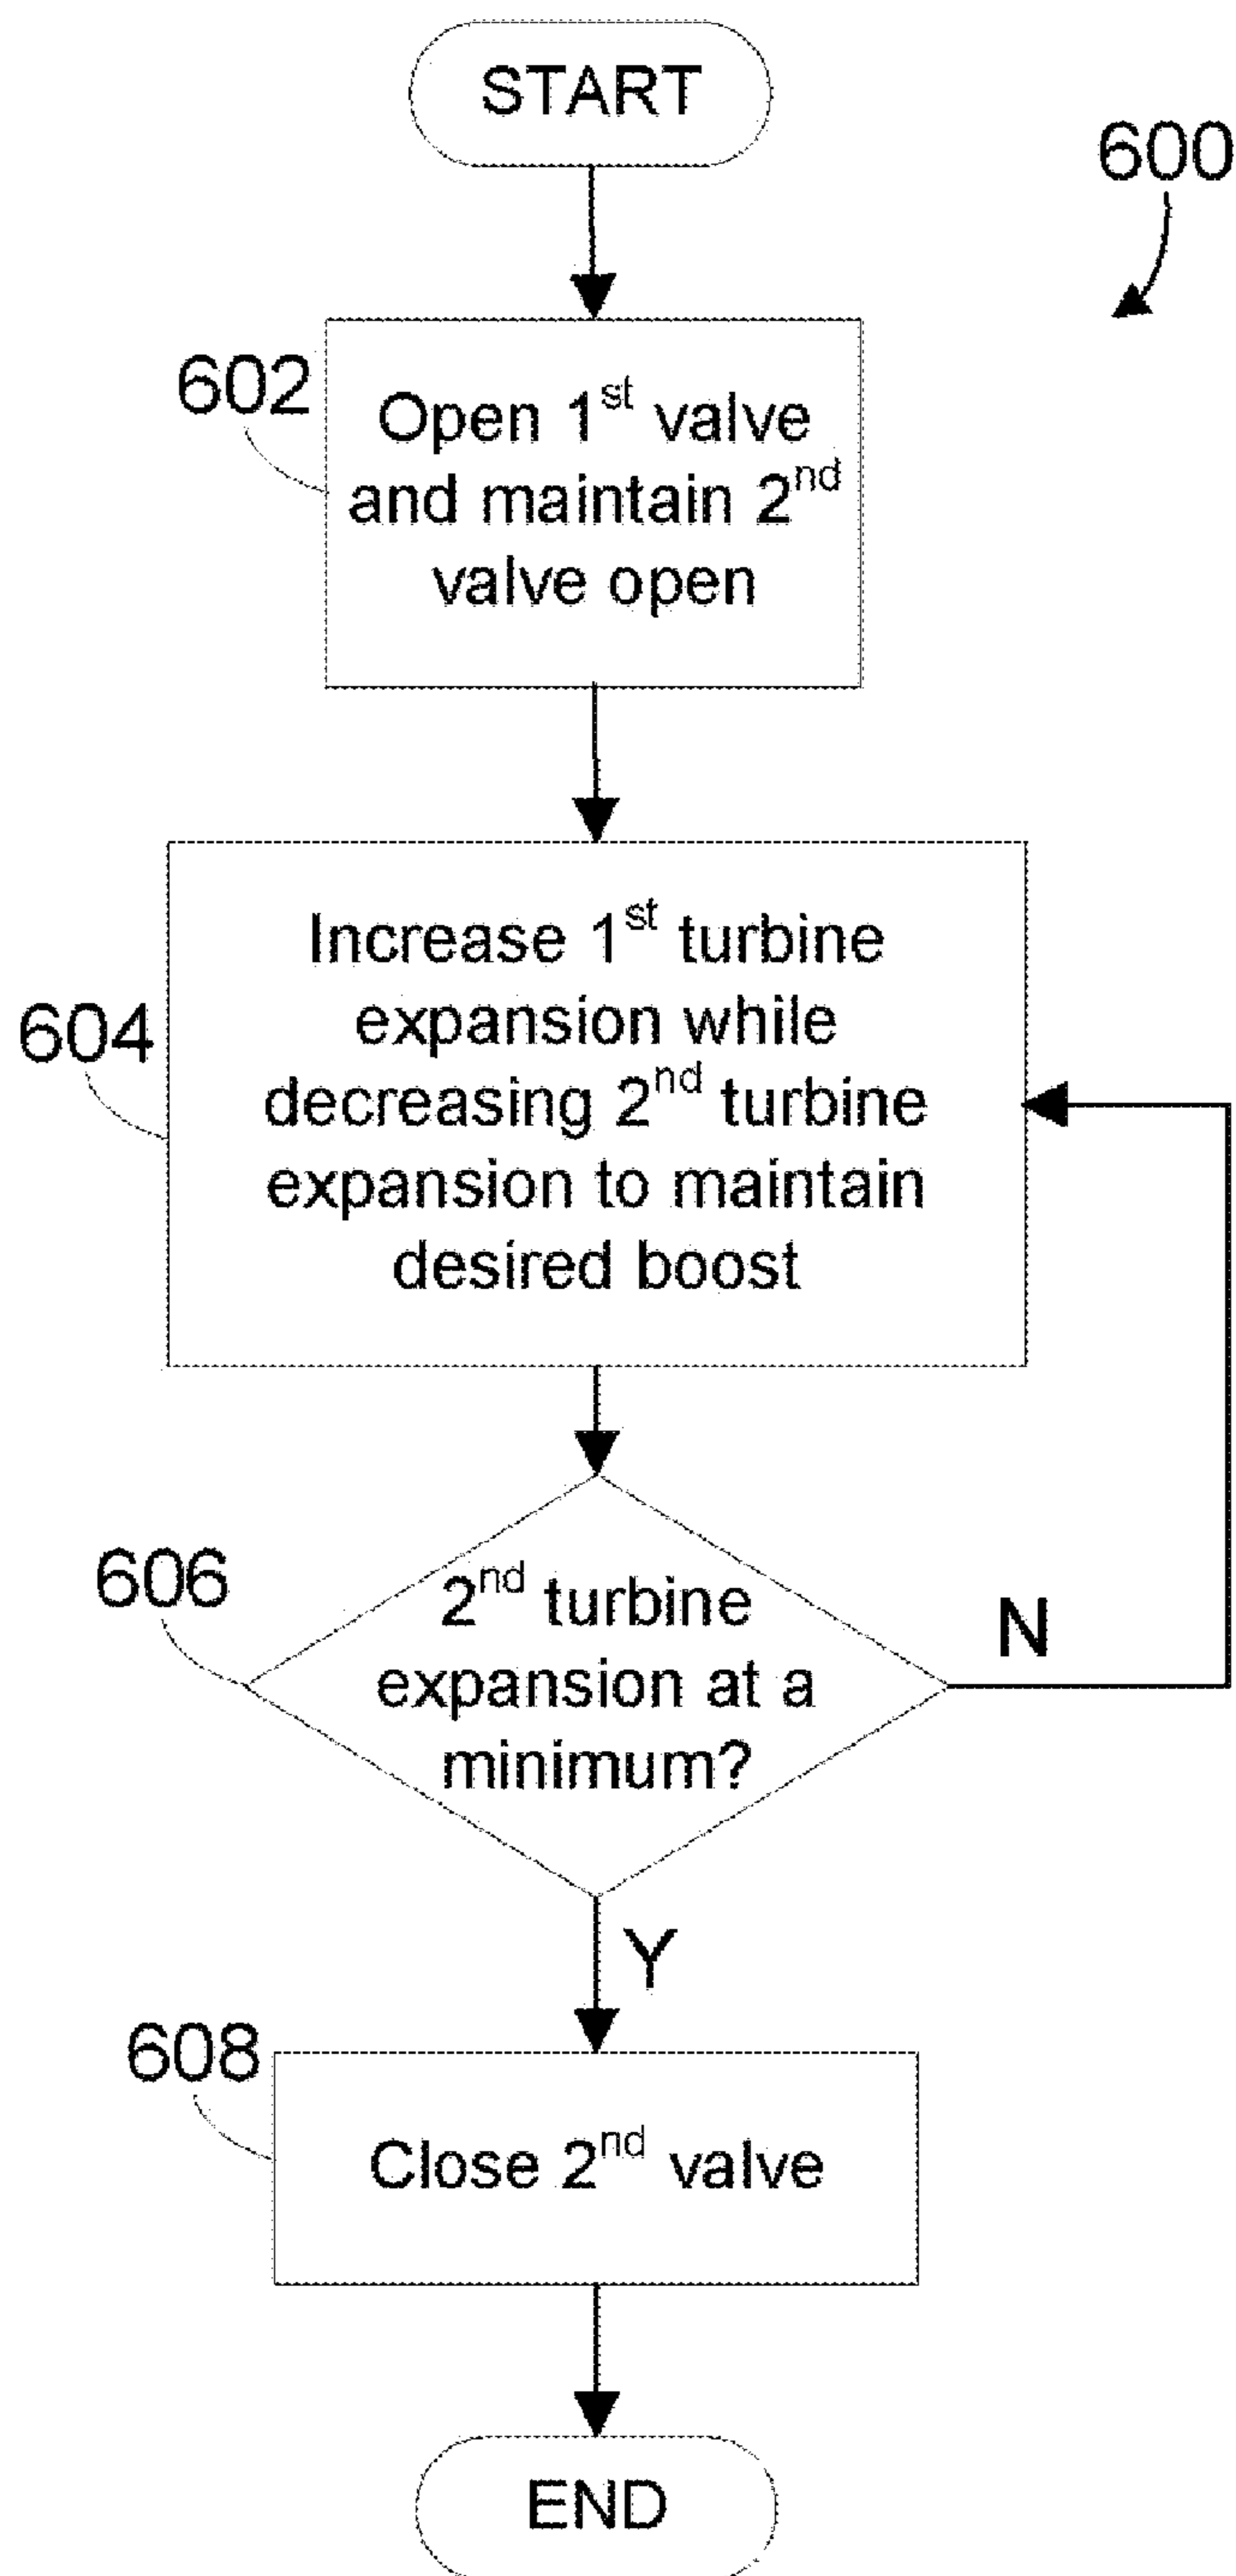 START
600
602
Open 1st valve
and maintain 2nd
valve open
604
Increase 1st turbine
expansion while
decreasing 2nd turbine
expansion to maintain
desired boost
606
2nd turbine
expansion at a
minimum?
N
Y
608
Close 2nd valve
END